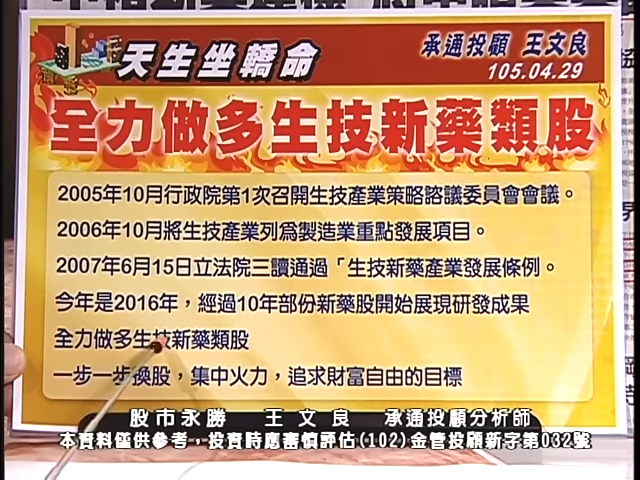 天生坐轎命
承通投顧 王文良
105.04.29
全力做多生技新藥類股
2005年10月行政院第1次召開生技產業策略諮議委員會會議。
2006年10月將生技產業列為製造業重點發展項目。
2007年6月15日立法院三讀通過「生技新藥產業發展條例。
今年是2016年，經過10年部份新藥股開始展現研發成果
全力做多生技新藥類股
一步一步換股，集中火力，追求財富自由的目標
股市永勝 王文良 承通投顧分析師
本資料僅供參考，投資時應審慎評估(102)金管投顧新字第032號